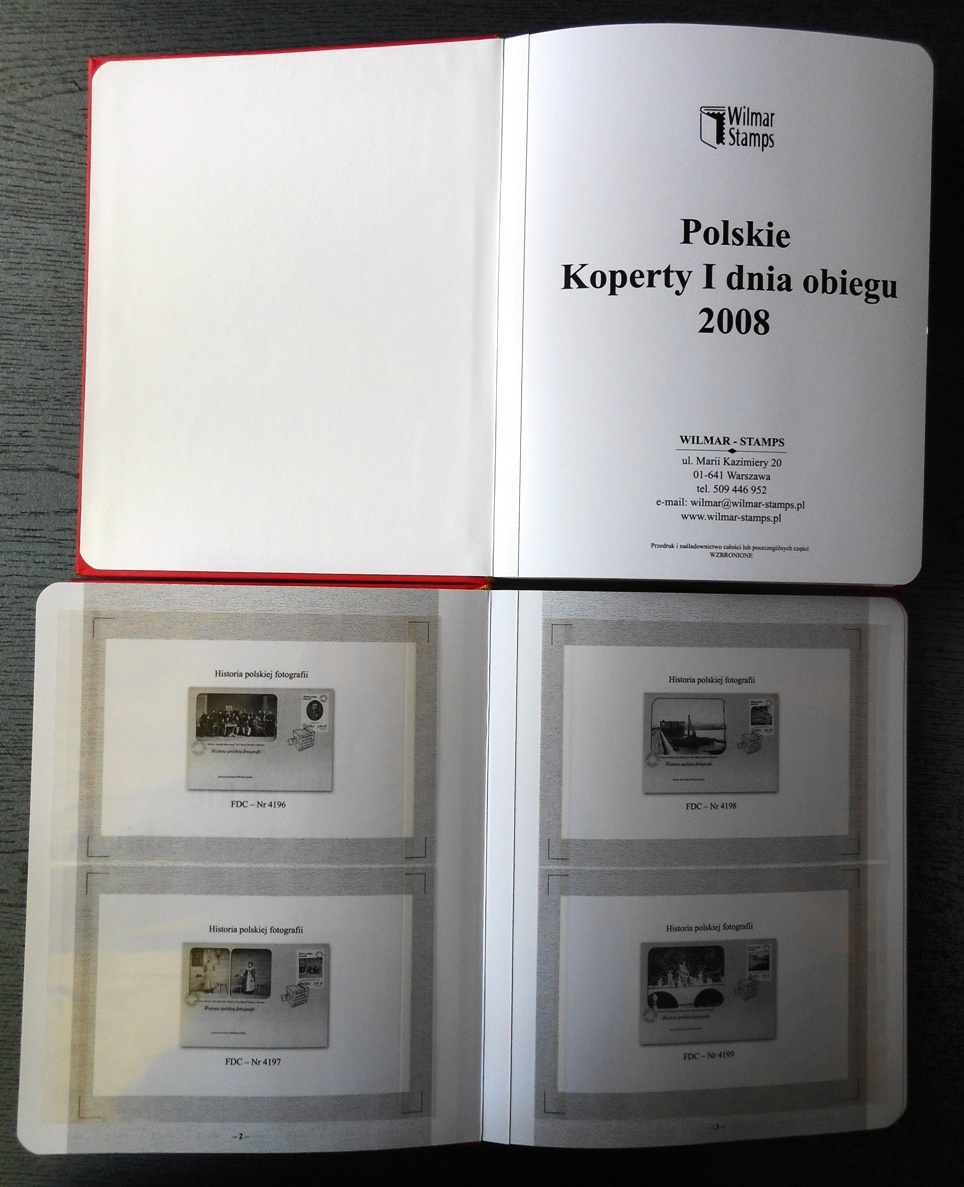 Wilmar
Stamps
Polskie
Koperty I dnia obiegu
2008
WILMAR - STAMPS
ul. Marii Kazimiery 20
01-641 Warszawa
tel. 509 446 952
e-mail: wilmar@wilmar-stamps.pl
www.wilmar-stamps.pl
Przedruk i naśladownictwo całości lub poszczególnych części
WZBRONIONE
Historia polskiej fotografii
FDC – Nr 4196
Historia polskiej fotografii
FDC – Nr 4197
– 2 –
Historia polskiej fotografii
FDC – Nr 4198
Historia polskiej fotografii
FDC – Nr 4199
– 3 –